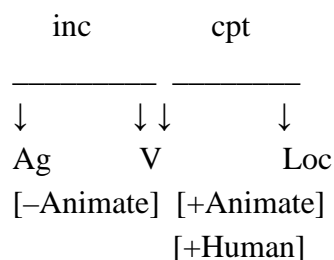 inc cpt
↓ ↓ ↓ ↓
Ag V Loc
[–Animate] [+Animate]
[+Human]